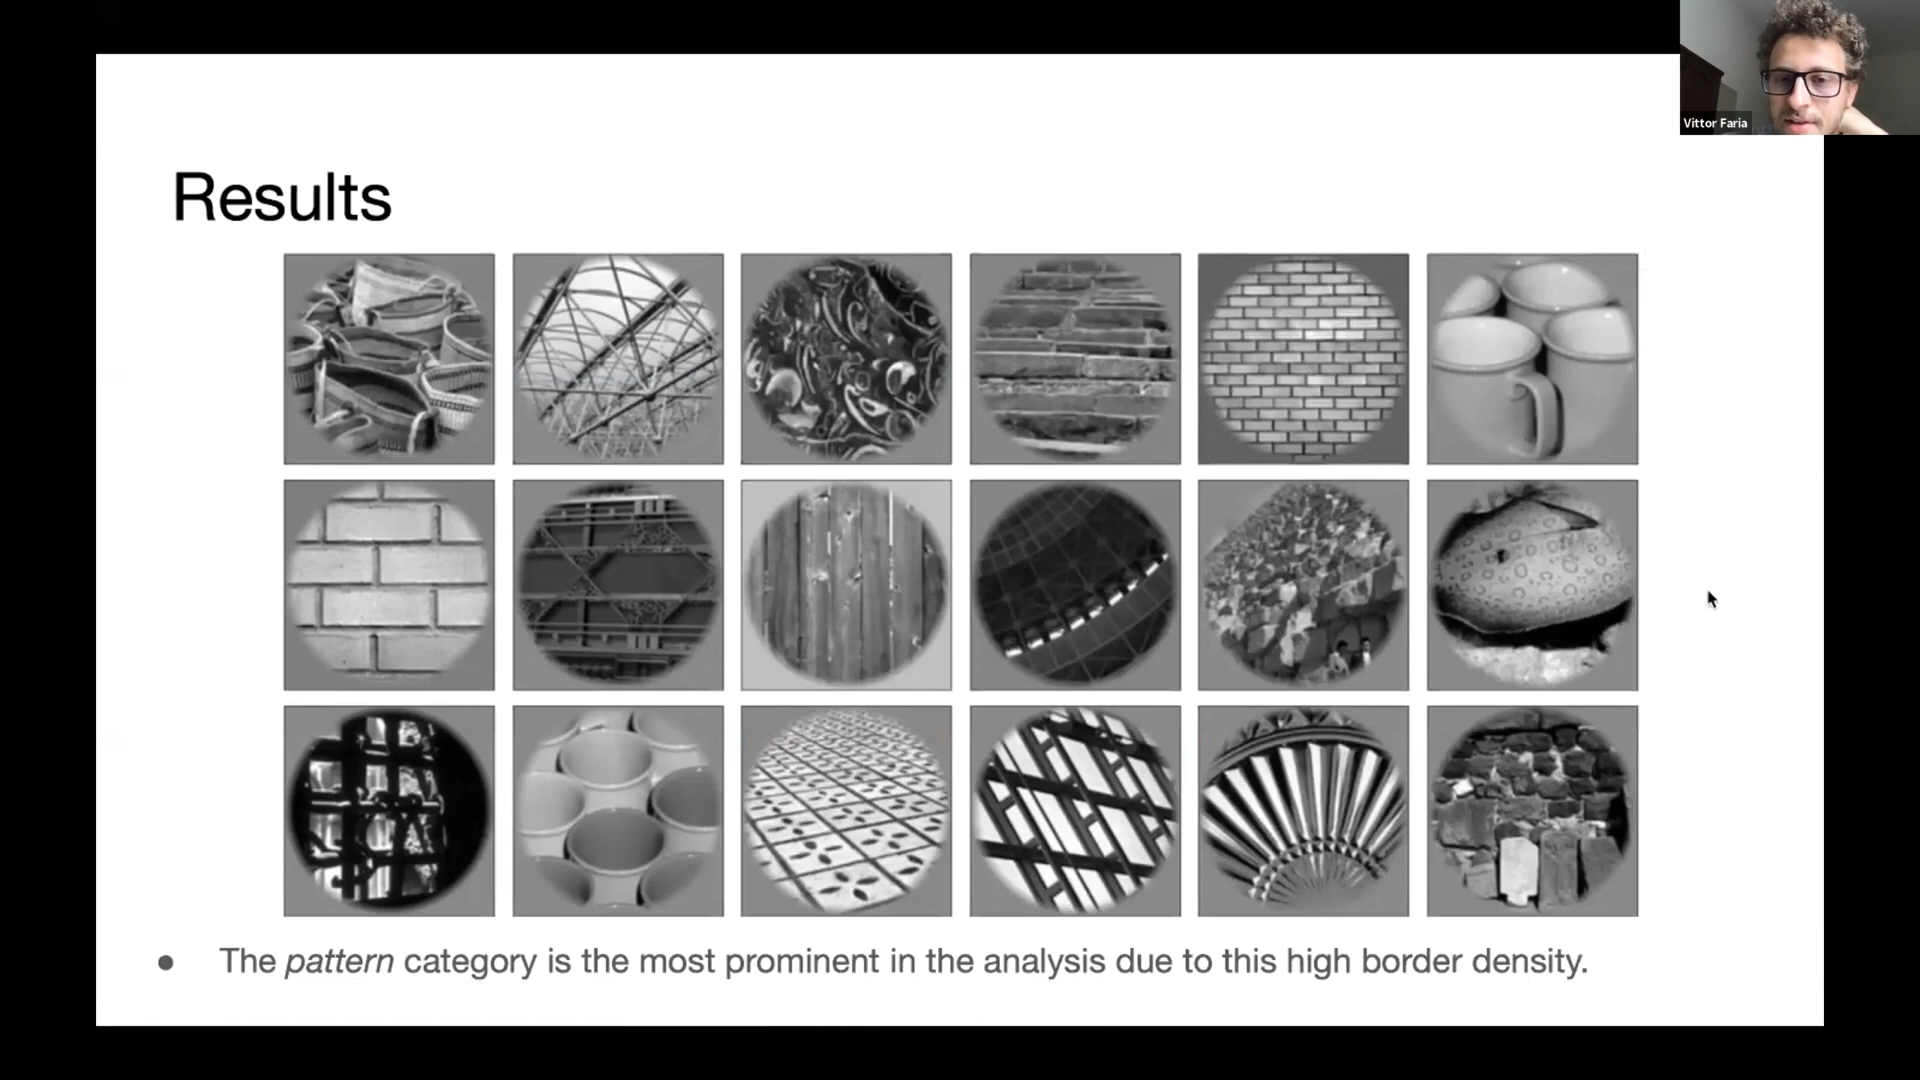 Vittor Faria
Results
● The pattern category is the most prominent in the analysis due to this high border density.